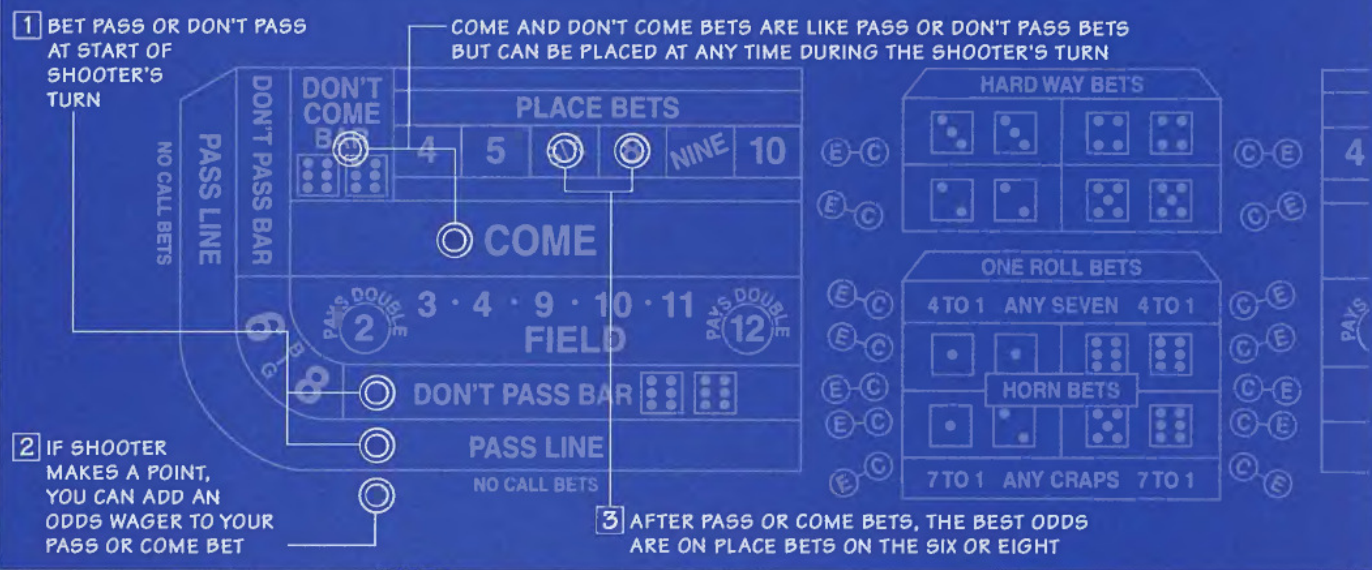 1 BET PASS OR DON'T PASS
AT START OF
SHOOTER'S
TURN
COME AND DON'T COME BETS ARE LIKE PASS OR DON'T PASS BETS
BUT CAN BE PLACED AT ANY TIME DURING THE SHOOTER'S TURN
NO CALL BETS
PASS LINE
DON'T PASS BAR
DON'T
COME
BAR
PLACE BETS
4 5 8 NINE 10
COME
PAYS DOUBLE
2
3 · 4 · 9 · 10 · 11
FIELD
PAYS DOUBLE
12
6
BIG
8
DON'T PASS BAR
PASS LINE
NO CALL BETS
2 IF SHOOTER
MAKES A POINT,
YOU CAN ADD AN
ODDS WAGER TO YOUR
PASS OR COME BET
3 AFTER PASS OR COME BETS, THE BEST ODDS
ARE ON PLACE BETS ON THE SIX OR EIGHT
HARD WAY BETS
E C
E C
E C
E C
E C
E C
E C
C E
C E
C E
C E
C E
C E
C E
ONE ROLL BETS
4 TO 1 ANY SEVEN 4 TO 1
HORN BETS
7 TO 1 ANY CRAPS 7 TO 1
4
PAYS